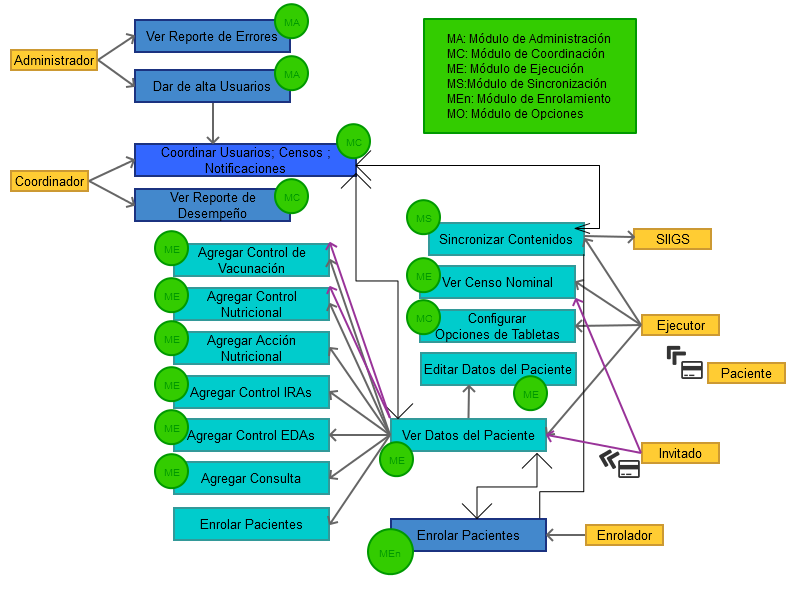 MA
Ver Reporte de Errores
Administrador
MA
Dar de alta Usuarios
MA: Módulo de Administración
MC: Módulo de Coordinación
ME: Módulo de Ejecución
MS:Módulo de Sincronización
MEn: Módulo de Enrolamiento
MO: Módulo de Opciones
MC
Coordinar Usuarios; Censos ;
Notificaciones
Coordinador
MC
Ver Reporte de
Desempeño
MS
Sincronizar Contenidos
SIIGS
ME
Agregar Control de
Vacunación
ME
Ver Censo Nominal
ME
Agregar Control
Nutricional
MO
Configurar
Opciones de Tabletas
Ejecutor
ME
Agregar Acción
Nutricional
Editar Datos del Paciente
Paciente
ME
Agregar Control IRAs
ME
ME
Agregar Control EDAs
Ver Datos del Paciente
ME
Invitado
ME
Agregar Consulta
Enrolar Pacientes
Enrolar Pacientes
MEn
Enrolador